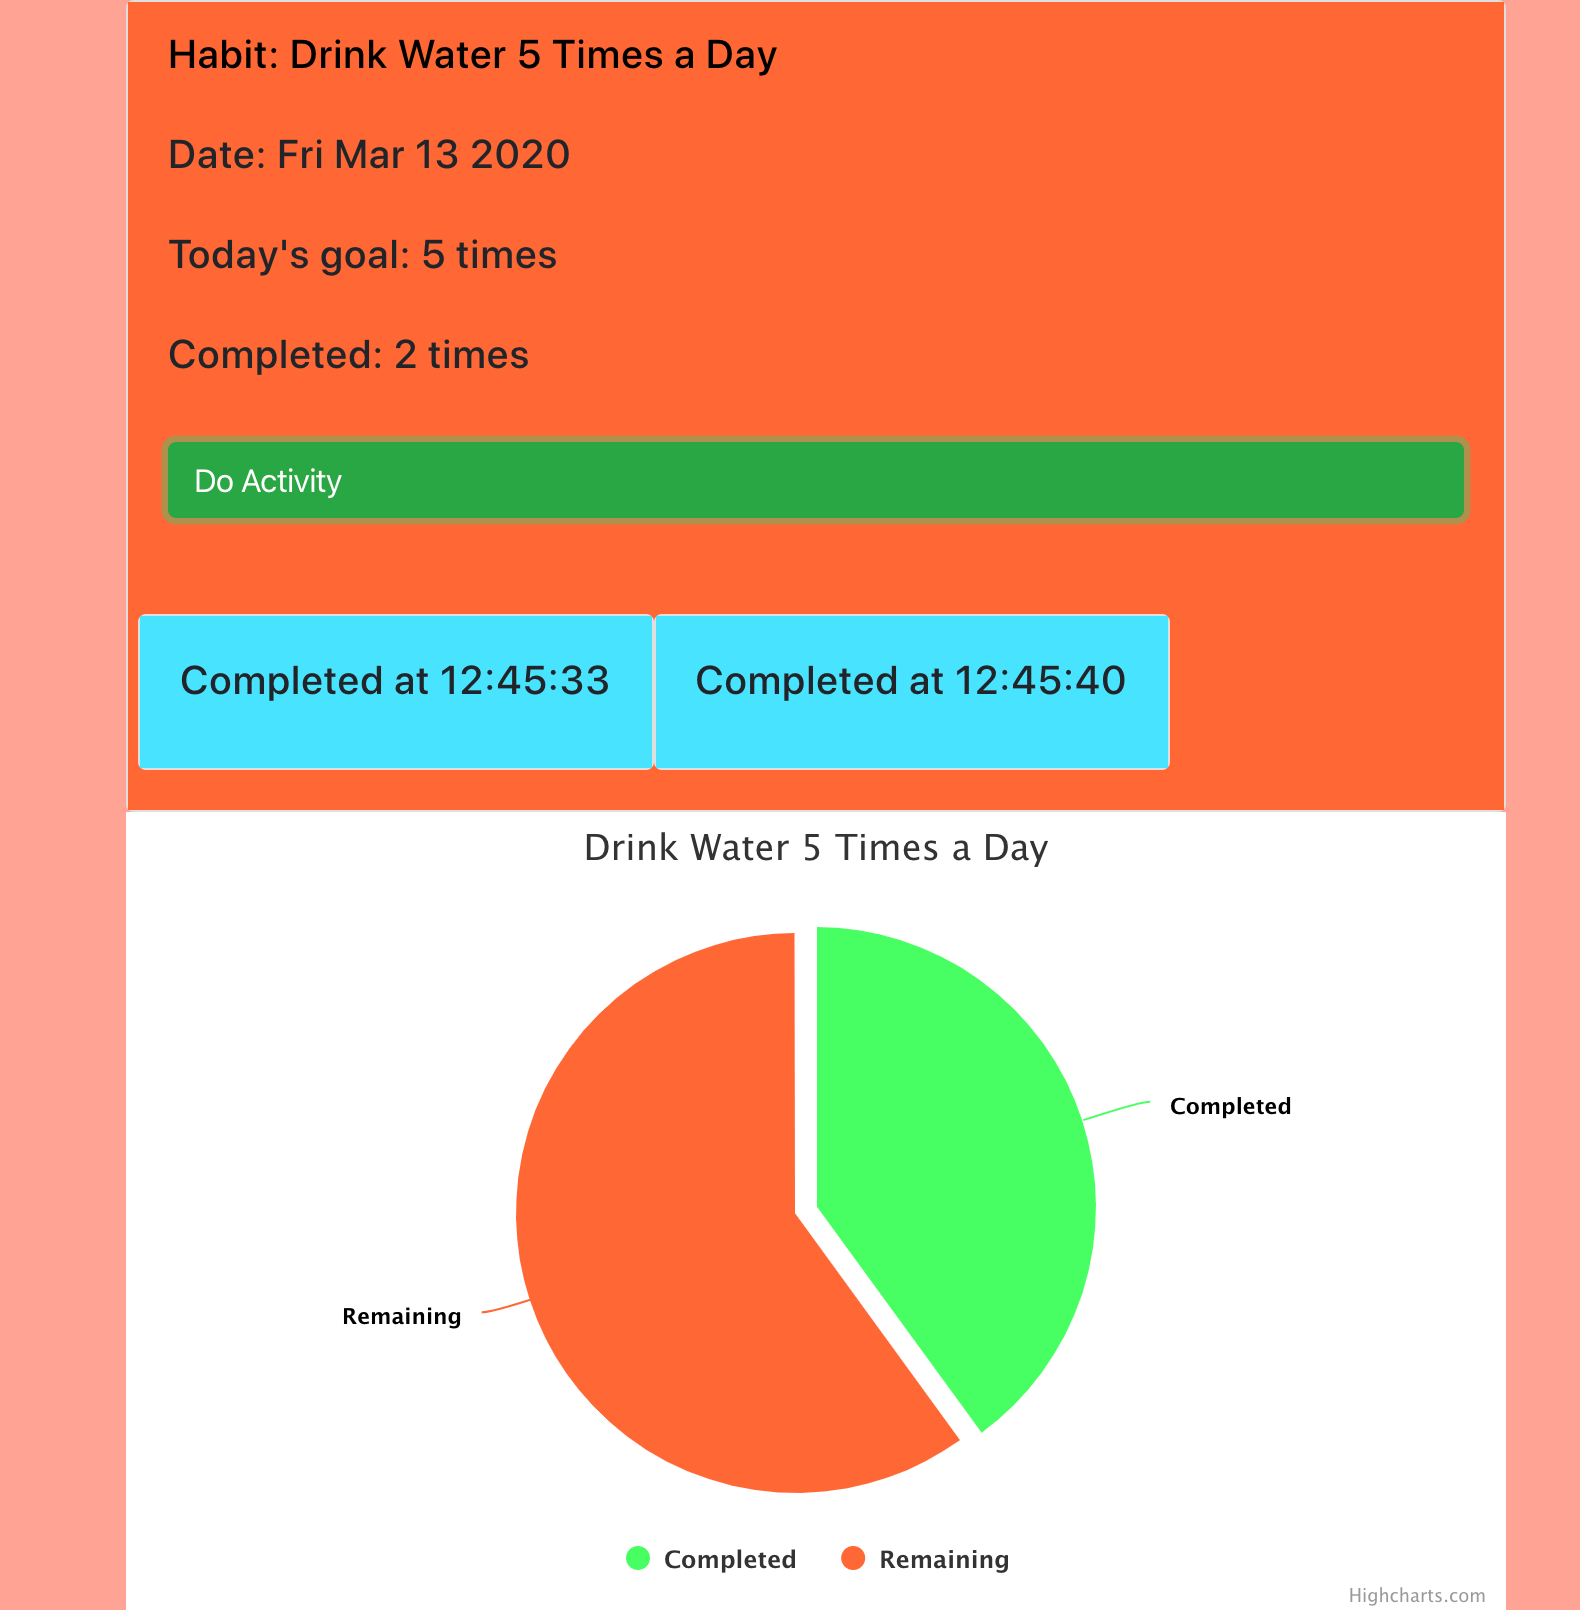 Habit: Drink Water 5 Times a Day
Date: Fri Mar 13 2020
Today's goal: 5 times
Completed: 2 times
Do Activity
Completed at 12:45:33
Completed at 12:45:40
Drink Water 5 Times a Day
Completed
Remaining
Completed
Remaining
Highcharts.com